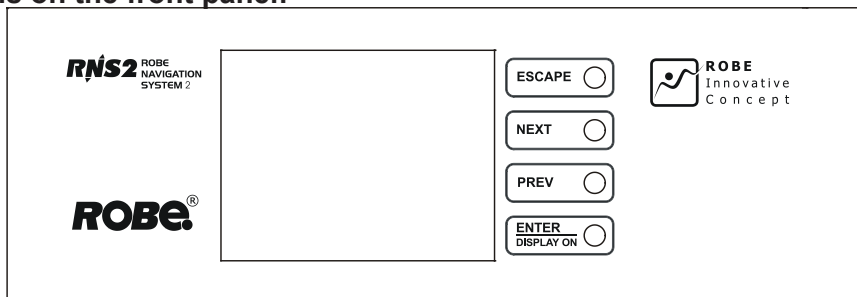 on the front panel
RNS2 ROBE
NAVIGATION
SYSTEM 2
ESCAPE
ROBE
Innovative
Concept
NEXT
PREV
ROBE®
ENTER
DISPLAY ON